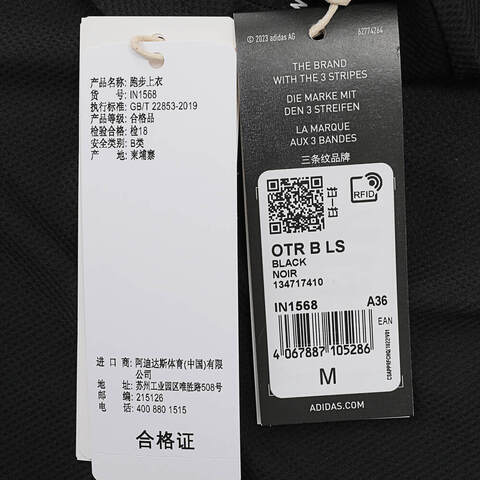 产品名称: 跑步上衣
货 号: IN1568
执行标准: GB/T 22853-2019
产品等级: 合格品
检验合格: 检18
安全类别: B类
产 地: 柬埔寨
进 口 商: 阿迪达斯体育(中国)有限
公司
地 址: 苏州工业园区唯胜路508号
邮 编: 215126
电 话: 400 880 1515
合格证
© 2023 adidas AG
62774264
THE BRAND
WITH THE 3 STRIPES
DIE MARKE MIT
DEN 3 STREIFEN
LA MARQUE
AUX 3 BANDES
三条纹品牌
扫一扫
RFID
OTR B LS
BLACK
NOIR
134717410
IN1568 A36
EAN
4 067887 105286
M
ADIDAS.COM